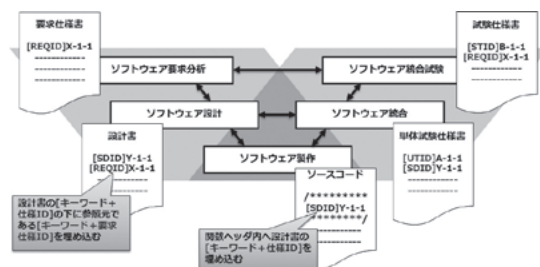 要求仕様書
[REQID]X-1-1
------------
------------
------------
試験仕様書
[STID]B-1-1
[REQID]X-1-1
------------
------------
ソフトウェア要求分析
ソフトウェア統合試験
ソフトウェア設計
ソフトウェア統合
ソフトウェア製作
設計書
[SDID]Y-1-1
[REQID]X-1-1
------------
設計書の[キーワード+
仕様ID]の下に参照元で
ある[キーワード+要求
仕様ID]を埋め込む
ソースコード
/*********
[SDID]Y-1-1
********/
------------
------------
関数ヘッダ内へ設計書の
[キーワード+仕様ID]を
埋め込む
単体試験仕様書
[UTID]A-1-1
[SDID]Y-1-1
------------
------------